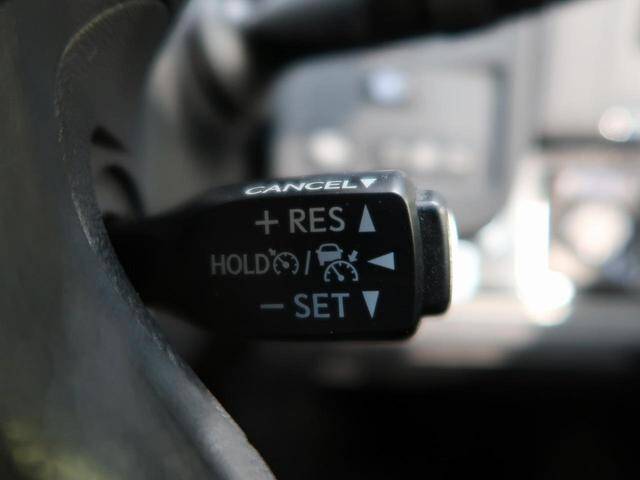 CANCEL▼
+ RES ▲
HOLD / ◀
− SET ▼